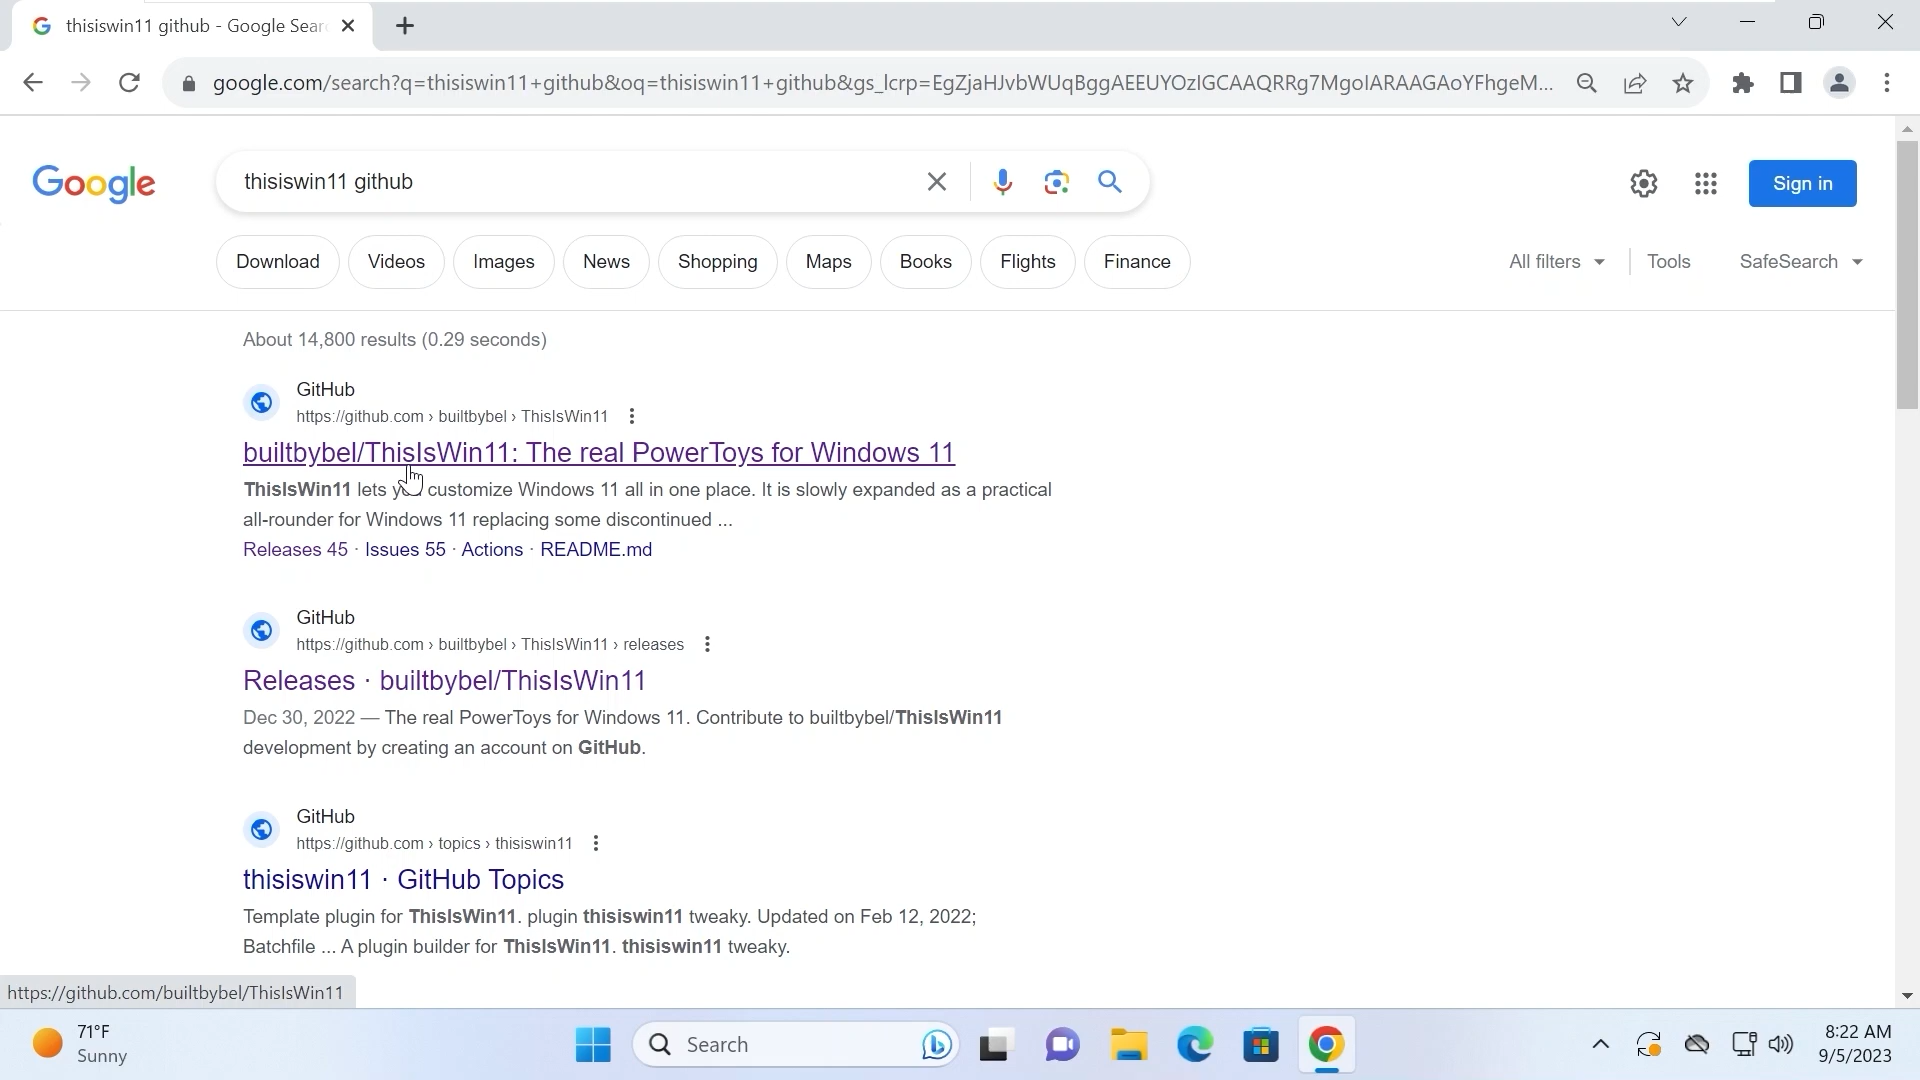 thisiswin11 github - Google Sear
google.com/search?q=thisiswin11+github&oq=thisiswin11+github&gs_lcrp=EgZjaHJvbWUqBggAEEUYOzIGCAAQRRg7MgoIARAAGAoYFhgeM...
Google
thisiswin11 github
Sign in
Download Videos Images News Shopping Maps Books Flights Finance All filters Tools SafeSearch
About 14,800 results (0.29 seconds)
GitHub
https://github.com › builtbybel › ThisIsWin11
builtbybel/ThisIsWin11: The real PowerToys for Windows 11
ThisIsWin11 lets you customize Windows 11 all in one place. It is slowly expanded as a practical
all-rounder for Windows 11 replacing some discontinued ...
Releases 45 · Issues 55 · Actions · README.md
GitHub
https://github.com › builtbybel › ThisIsWin11 › releases
Releases · builtbybel/ThisIsWin11
Dec 30, 2022 — The real PowerToys for Windows 11. Contribute to builtbybel/ThisIsWin11
development by creating an account on GitHub.
GitHub
https://github.com › topics › thisiswin11
thisiswin11 · GitHub Topics
Template plugin for ThisIsWin11. plugin thisiswin11 tweaky. Updated on Feb 12, 2022;
Batchfile ... A plugin builder for ThisIsWin11. thisiswin11 tweaky.
https://github.com/builtbybel/ThisIsWin11
71°F
Sunny
Search
8:22 AM
9/5/2023